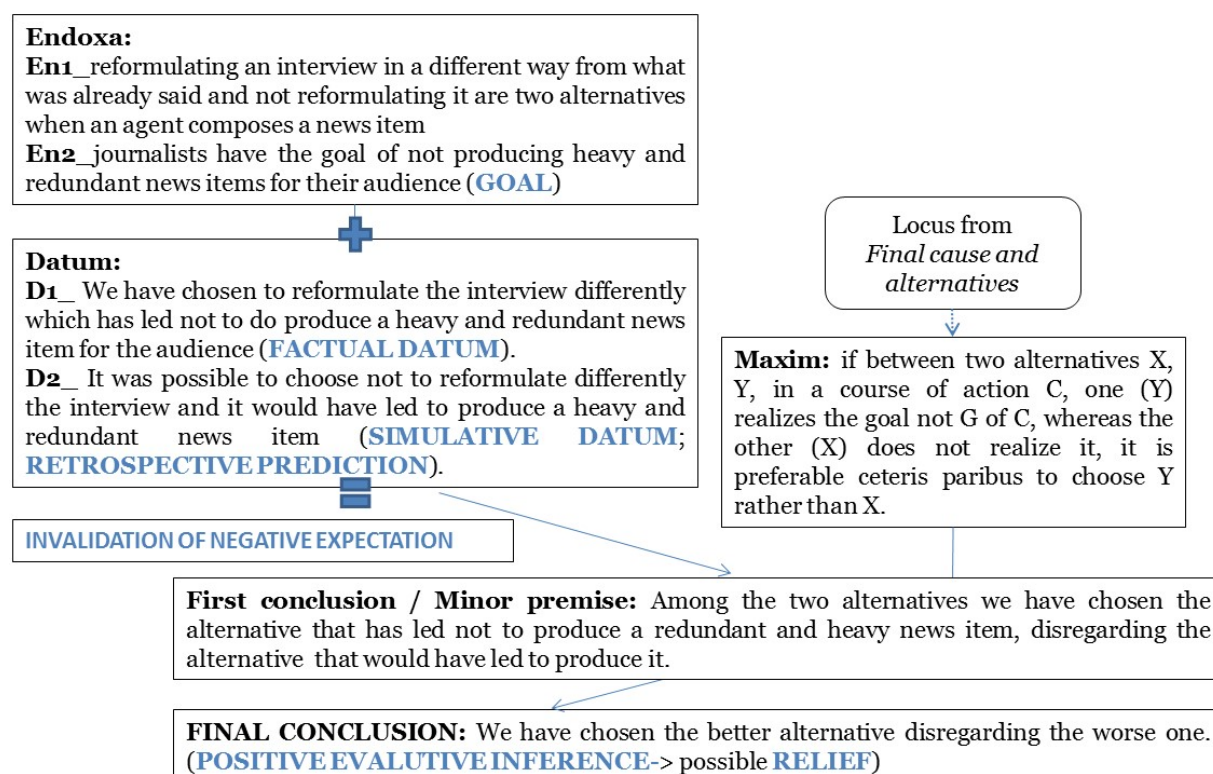 Endoxa:
En1_reformulating an interview in a different way from what
was already said and not reformulating it are two alternatives
when an agent composes a news item
En2_journalists have the goal of not producing heavy and
redundant news items for their audience (GOAL)
Datum:
D1_ We have chosen to reformulate the interview differently
which has led not to do produce a heavy and redundant news
item for the audience (FACTUAL DATUM).
D2_ It was possible to choose not to reformulate differently
the interview and it would have led to produce a heavy and
redundant news item (SIMULATIVE DATUM;
RETROSPECTIVE PREDICTION).
INVALIDATION OF NEGATIVE EXPECTATION
Locus from
Final cause and
alternatives
Maxim: if between two alternatives X,
Y, in a course of action C, one (Y)
realizes the goal not G of C, whereas the
other (X) does not realize it, it is
preferable ceteris paribus to choose Y
rather than X.
First conclusion / Minor premise: Among the two alternatives we have chosen the
alternative that has led not to produce a redundant and heavy news item, disregarding the
alternative that would have led to produce it.
FINAL CONCLUSION: We have chosen the better alternative disregarding the worse one.
(POSITIVE EVALUTIVE INFERENCE-> possible RELIEF)